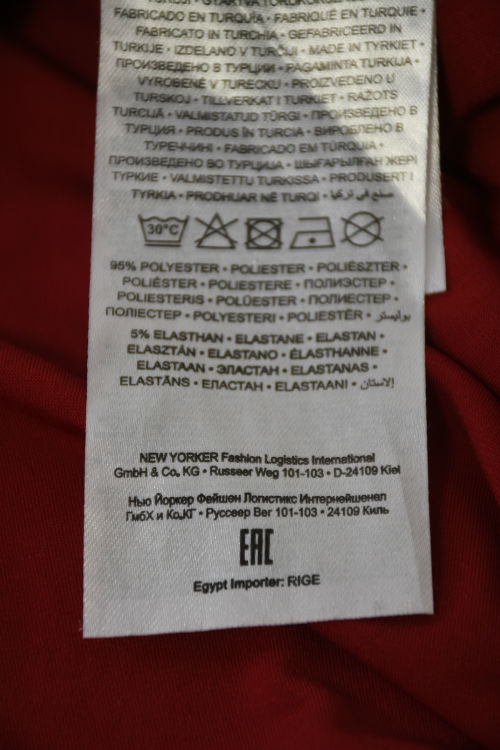 FABRICADO EN TURQUÍA • FABRIQUÉ EN TURQUIE •
FABRICATO IN TURCHIA • GEFABRICEERD IN
TURKIJE • IZDELANO V TURČIJI • MADE IN TYRKIET •
ПРОИЗВЕДЕНО В ТУРЦИИ • PAGAMINTA TURKIJA •
VYROBENÉ V TURECKU • PROIZVEDENO U
TURSKOJ • TILLVERKAT I TURKIET • RAŽOTS
TURCIJĀ • VALMISTATUD TÜRGI • ПРОИЗВЕДЕНО В
ТУРЦИЯ • PRODUS ÎN TURCIA • ВИРОБЛЕНО В
ТУРЕЧЧИНІ • FABRICADO EM TÚRQUIA •
ПРОИЗВЕДЕНО ВО ТУРЦИЈА • ШЫҒАРЫЛҒАН ЖЕРІ
ТҮРКИЕ • VALMISTETTU TURKISSA • PRODUSERT I
TYRKIA • PRODHUAR NË TURQI • صنع في تركيا
30°C
95% POLYESTER • POLIESTER • POLIÉSZTER •
POLIÉSTER • POLIESTERE • ПОЛИЭСТЕР •
POLIESTERIS • POLÜESTER • ПОЛИЕСТЕР •
ПОЛІЕСТЕР • POLYESTERI • POLIESTËR • بوليستر
5% ELASTHAN • ELASTANE • ELASTAN •
ELASZTÁN • ELASTANO • ÉLASTHANNE •
ELASTAAN • ЭЛАСТАН • ELASTANAS •
ELASTĀNS • ЕЛАСТАН • ELASTAANI • إلاستان
NEW YORKER Fashion Logistics International
GmbH & Co. KG • Russeer Weg 101-103 • D-24109 Kiel
Нью Йоркер Фейшен Логистикс Интернейшенел
ГмбХ и Ко.КГ • Руссеер Вег 101-103 • 24109 Киль
EAC
Egypt Importer: RIGE